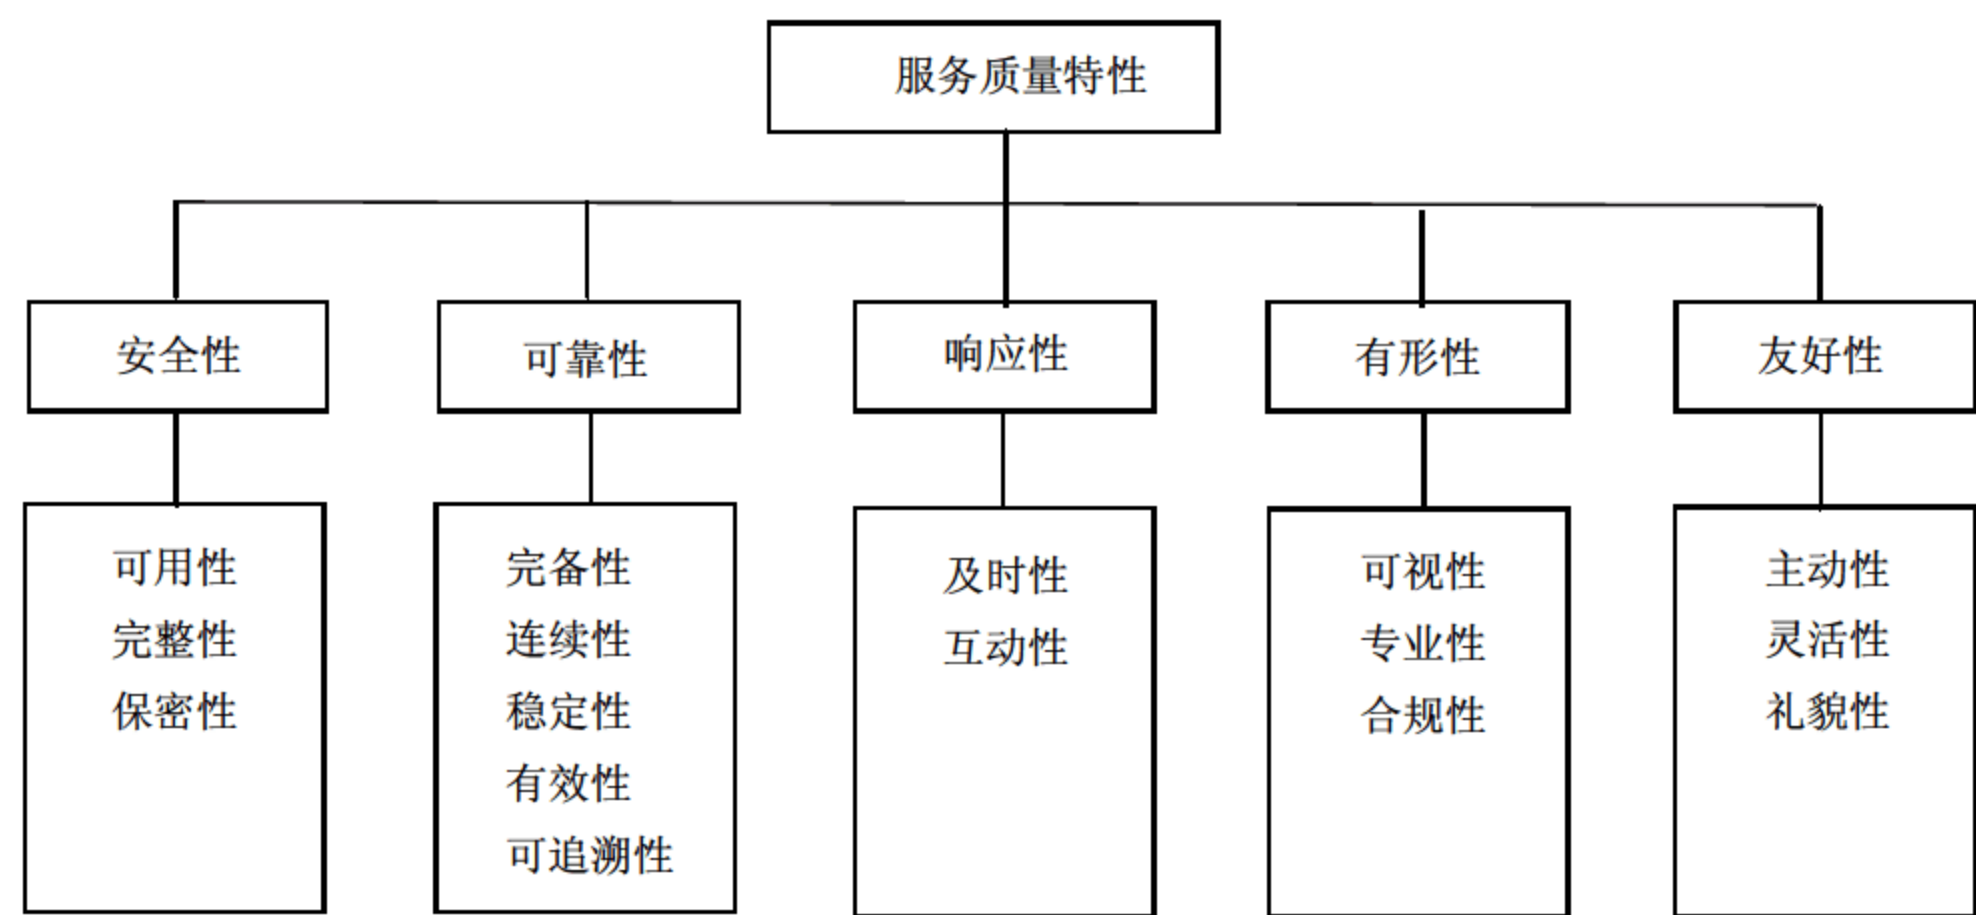 服务质量特性
安全性
可靠性
响应性
有形性
友好性
可用性
完整性
保密性
完备性
连续性
稳定性
有效性
可追溯性
及时性
互动性
可视性
专业性
合规性
主动性
灵活性
礼貌性